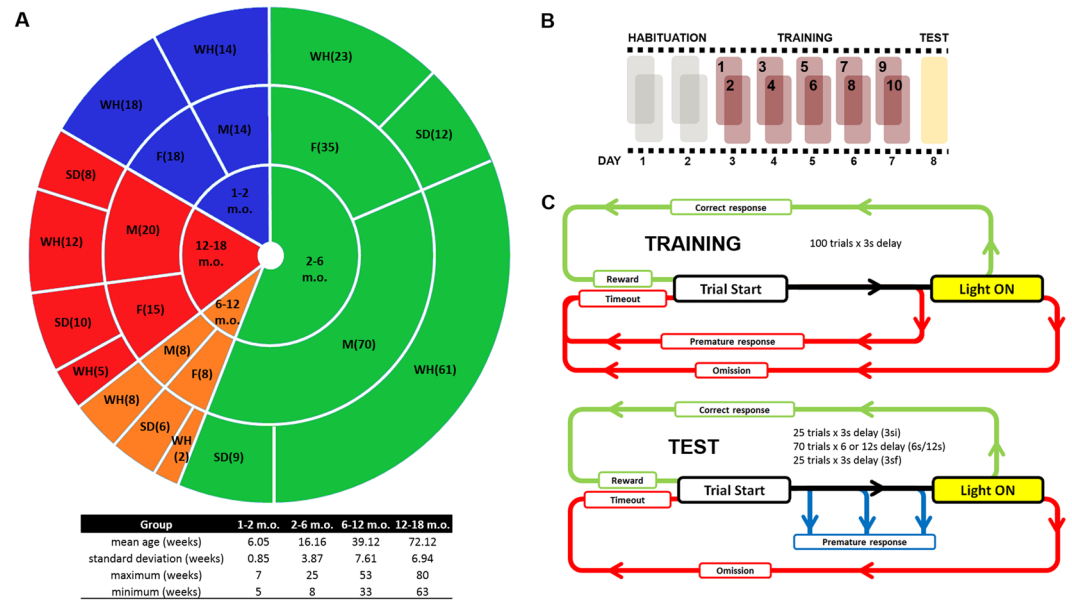 A
WH(14)
WH(23)
WH(18)
M(14)
F(35)
SD(12)
F(18)
SD(8)
1-2
m.o.
M(20)
WH(12)
12-18
m.o.
2-6
m.o.
6-12
m.o.
F(15)
SD(10)
M(8)
M(70)
WH(61)
WH(5)
F(8)
WH(8)
SD(6)
WH
(2)
SD(9)
Group 1-2 m.o. 2-6 m.o. 6-12 m.o. 12-18 m.o.
mean age (weeks) 6.05 16.16 39.12 72.12
standard deviation (weeks) 0.85 3.87 7.61 6.94
maximum (weeks) 7 25 53 80
minimum (weeks) 5 8 33 63
B
HABITUATION TRAINING TEST
1 3 5 7 9
2 4 6 8 10
DAY 1 2 3 4 5 6 7 8
C
Correct response
TRAINING
100 trials x 3s delay
Reward
Timeout
Trial Start
Light ON
Premature response
Omission
Correct response
TEST
25 trials x 3s delay (3si)
70 trials x 6 or 12s delay (6s/12s)
25 trials x 3s delay (3sf)
Reward
Timeout
Trial Start
Light ON
Premature response
Omission